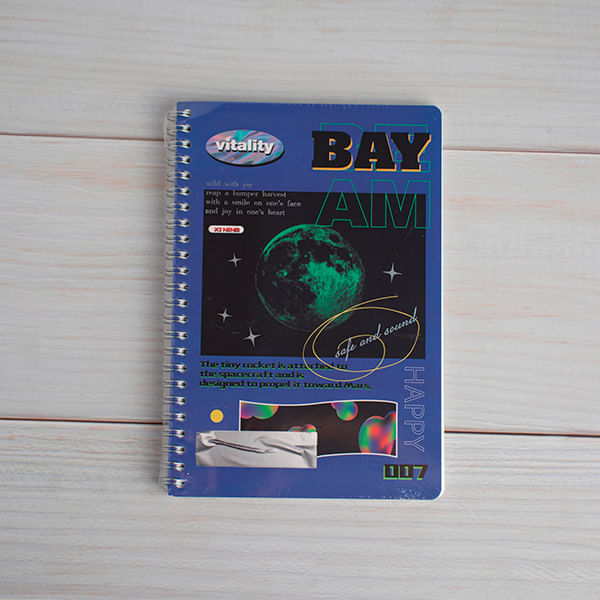 vitality
BE
BAY
AM
wild with joy
reap a bumper harvest
with a smile on one's face
and joy in one's heart
safe and sound
The tiny rocket is attached to
the spacecraft and is
designed to propel it toward Mars.
HAPPY
007